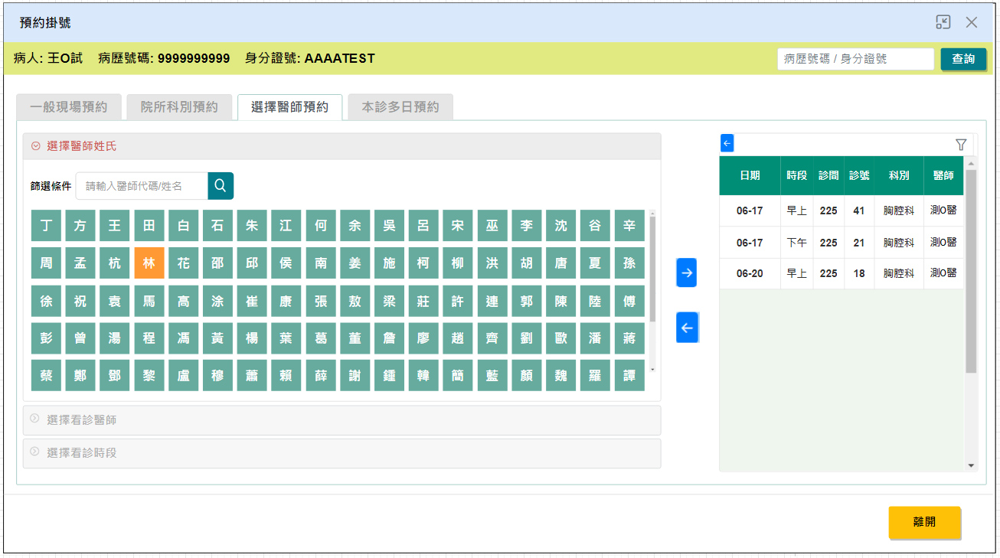 預約掛號
病人: 王O試 病歷號碼: 9999999999 身分證號: AAAATEST 病歷號碼 / 身分證號 查詢
一般現場預約 院所科別預約 選擇醫師預約 本診多日預約
選擇醫師姓氏
篩選條件 請輸入醫師代碼/姓名
丁 方 王 田 白 石 朱 江 何 余 吳 呂 宋 巫 李 沈 谷 辛
周 孟 杭 林 花 邵 邱 侯 南 姜 施 柯 柳 洪 胡 唐 夏 孫
徐 祝 袁 馬 高 涂 崔 康 張 敖 梁 莊 許 連 郭 陳 陸 傅
彭 曾 湯 程 馮 黃 楊 葉 葛 董 詹 廖 趙 齊 劉 歐 潘 蔣
蔡 鄭 鄧 黎 盧 穆 蕭 賴 薛 謝 鍾 韓 簡 藍 顏 魏 羅 譚
選擇看診醫師
選擇看診時段
日期 時段 診間 診號 科別 醫師
06-17 早上 225 41 胸腔科 測O醫
06-17 下午 225 21 胸腔科 測O醫
06-20 早上 225 18 胸腔科 測O醫
離開